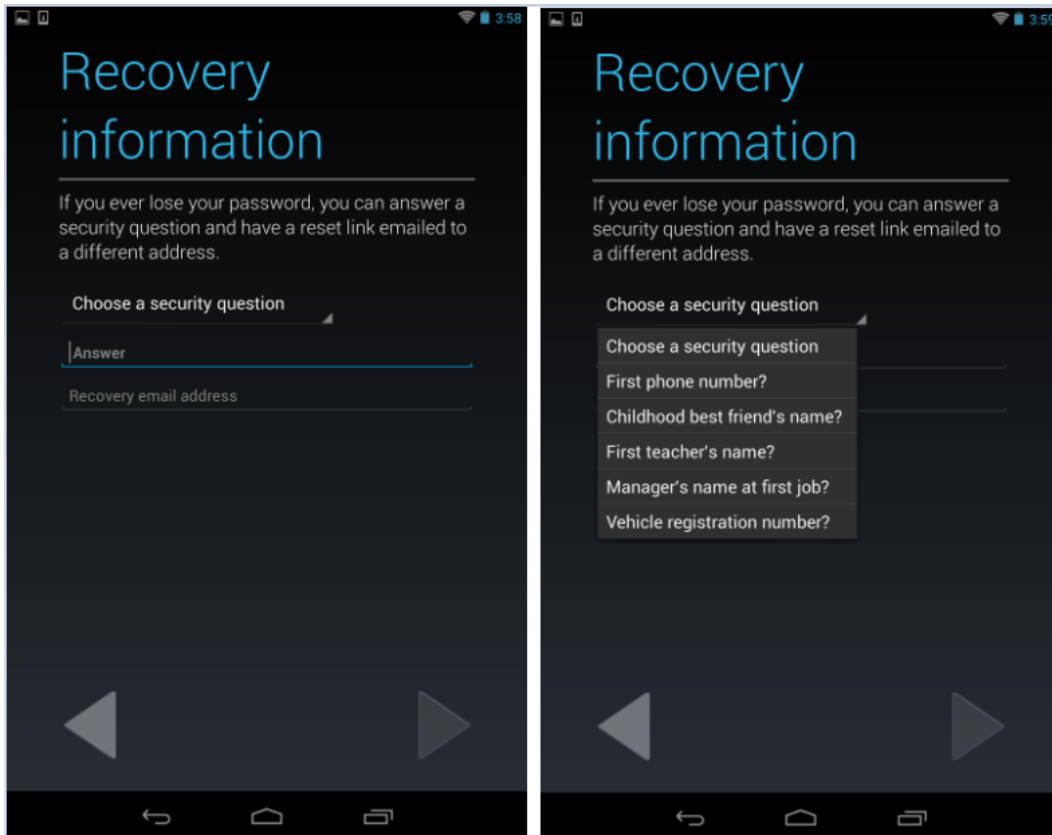 3:58
Recovery
information
If you ever lose your password, you can answer a
security question and have a reset link emailed to
a different address.
Choose a security question
Answer
Recovery email address
3:59
Recovery
information
If you ever lose your password, you can answer a
security question and have a reset link emailed to
a different address.
Choose a security question
Choose a security question
First phone number?
Childhood best friend's name?
First teacher's name?
Manager's name at first job?
Vehicle registration number?